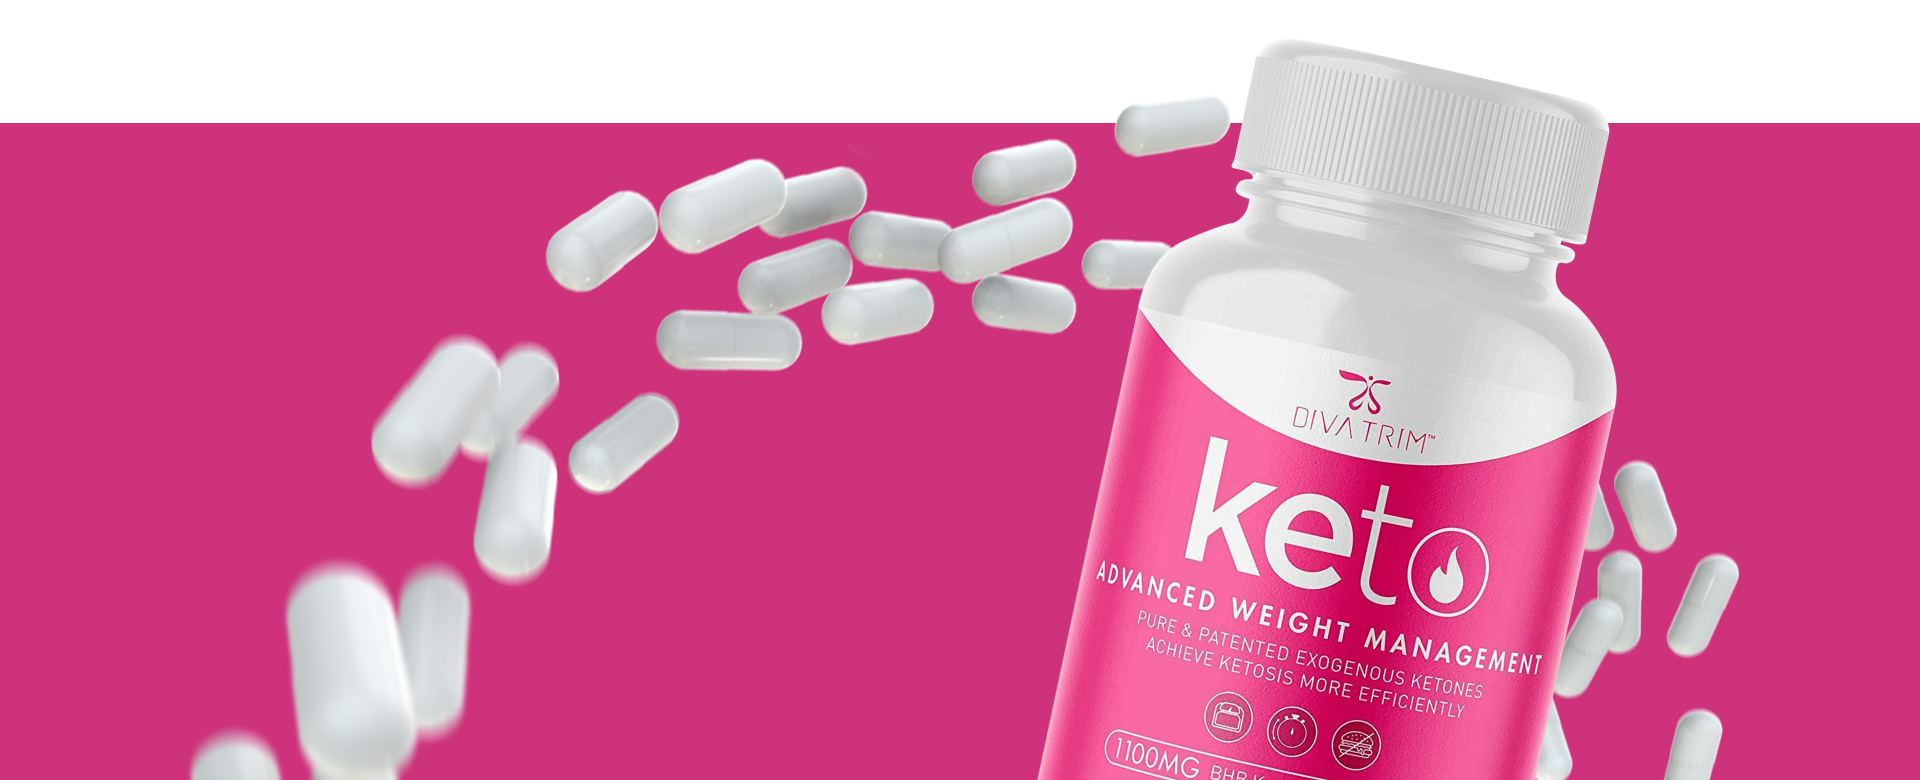 DIVA TRIM™
keto
ADVANCED WEIGHT MANAGEMENT
PURE & PATENTED EXOGENOUS KETONES
ACHIEVE KETOSIS MORE EFFICIENTLY
1100MG